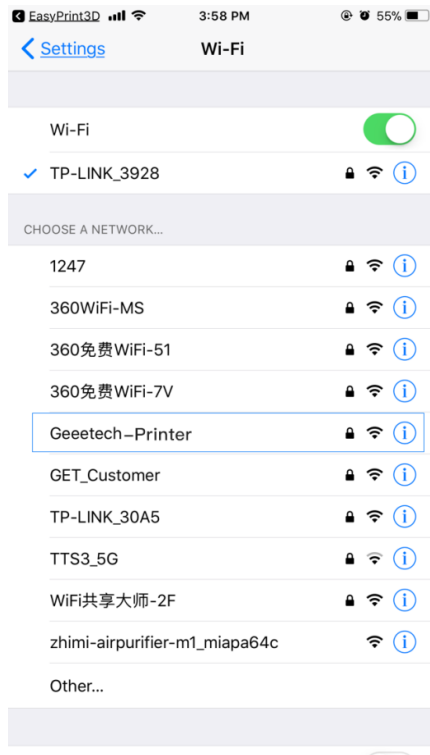 EasyPrint3D 3:58 PM 55%
Settings Wi-Fi
Wi-Fi
TP-LINK_3928
CHOOSE A NETWORK...
1247
360WiFi-MS
360免费WiFi-51
360免费WiFi-7V
Geeetech-Printer
GET_Customer
TP-LINK_30A5
TTS3_5G
WiFi共享大师-2F
zhimi-airpurifier-m1_miapa64c
Other...